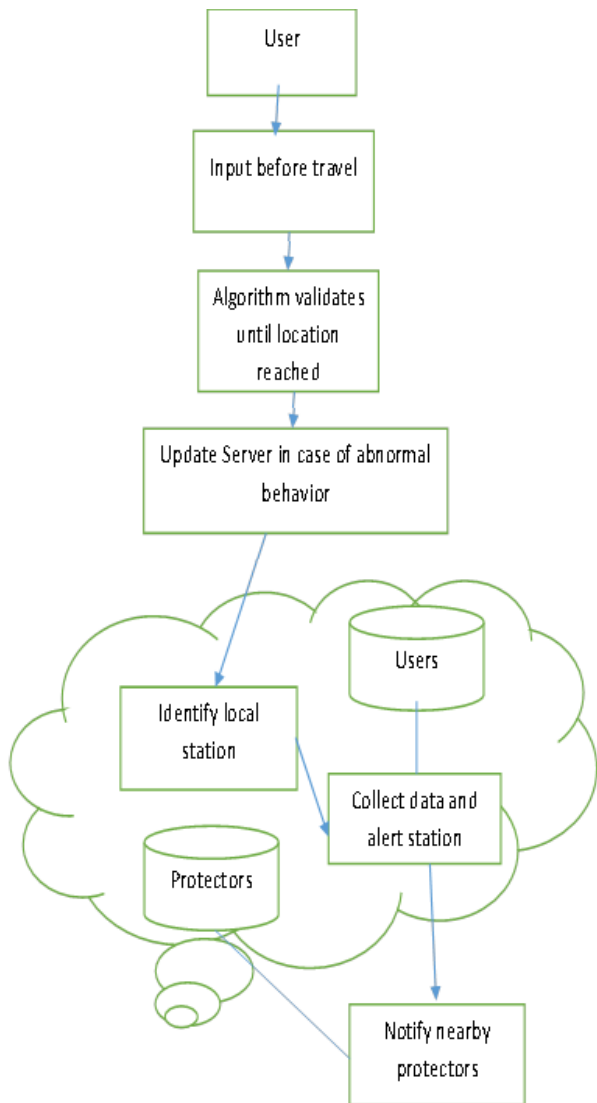 User
Input before travel
Algorithm validates
until location
reached
Update Server in case of abnormal
behavior
Users
Identify local
station
Collect data and
alert station
Protectors
Notify nearby
protectors